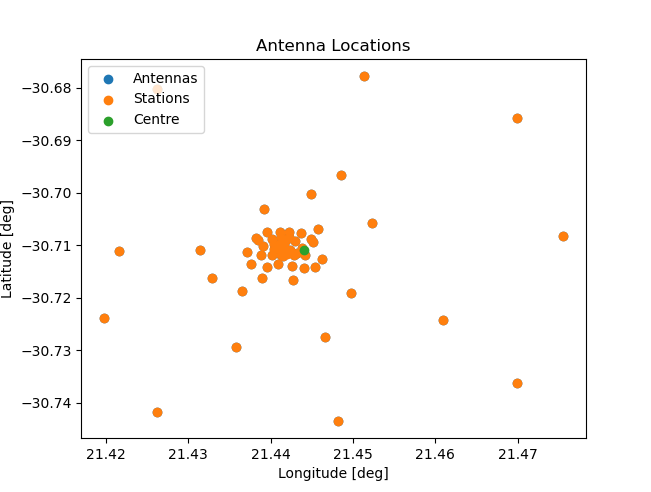 Antenna Locations
Antennas
Stations
Centre
−30.68
−30.69
−30.70
−30.71
−30.72
−30.73
−30.74
Latitude [deg]
21.42 21.43 21.44 21.45 21.46 21.47
Longitude [deg]